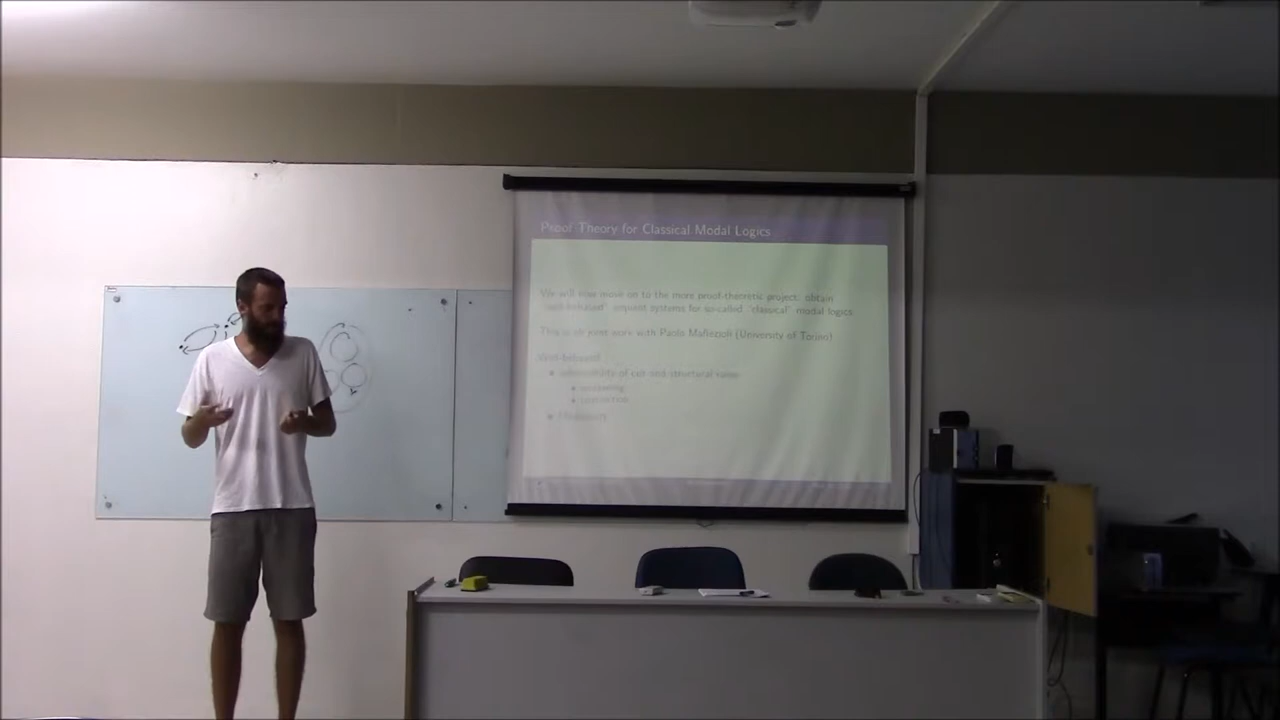 Proof Theory for Classical Modal Logics
We will now move on to the more proof-theoretic project: obtain
"well-behaved" sequent systems for so-called "classical" modal logics
This is all joint work with Paolo Maffezioli (University of Torino)
Well-behaved:
admissibility of cut and structural rules
weakening
contraction